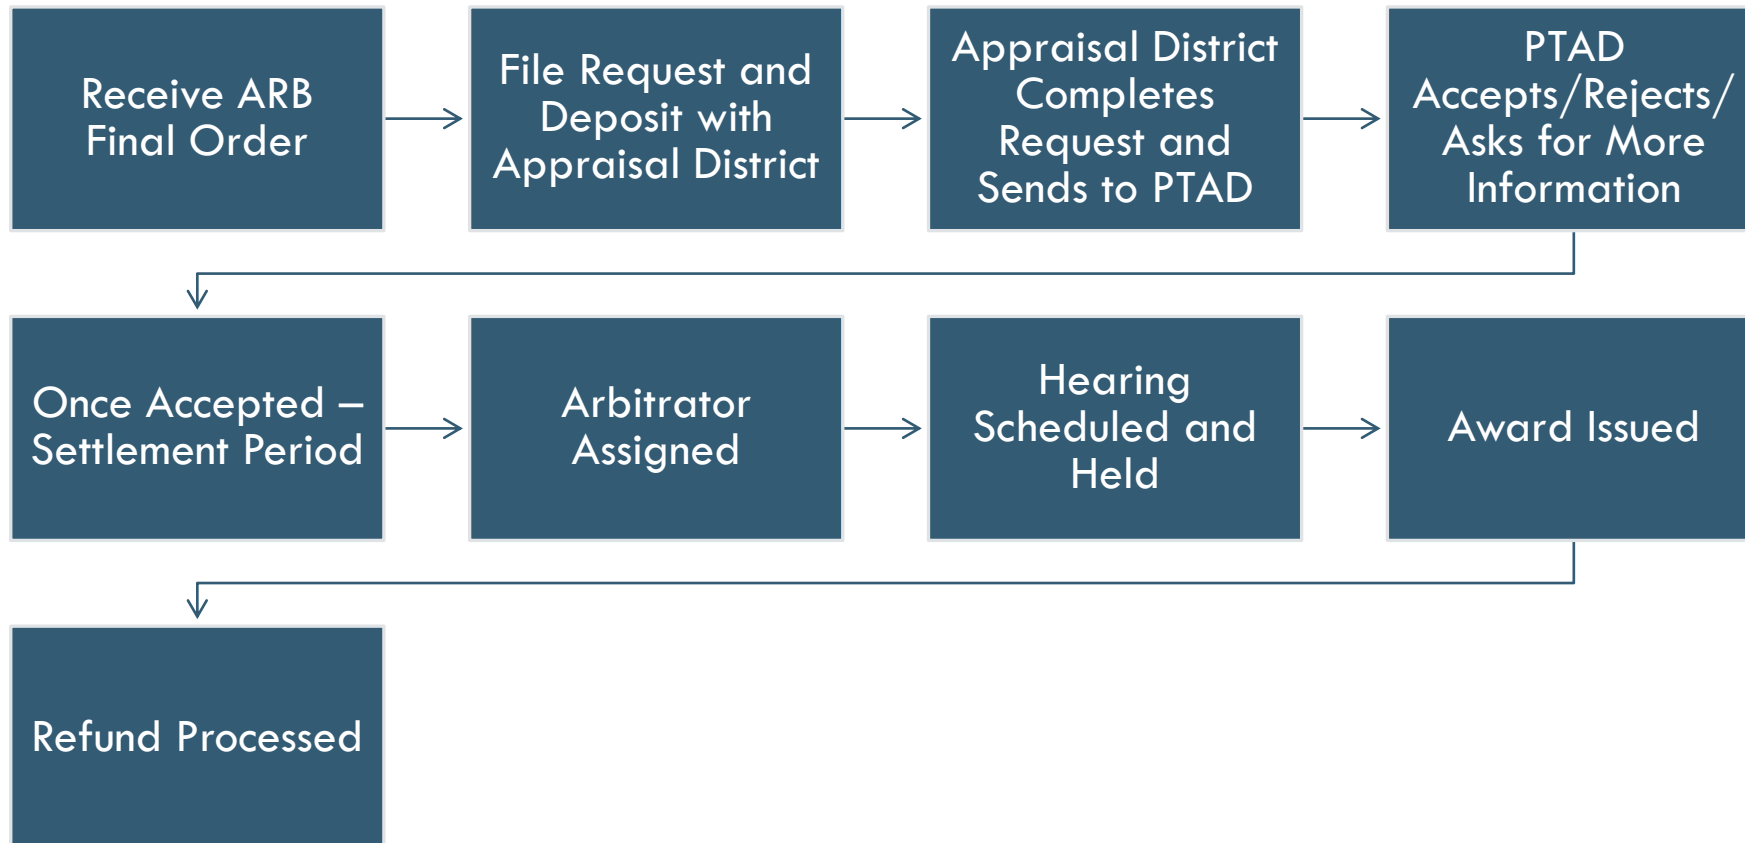 Receive ARB
Final Order
File Request and
Deposit with
Appraisal District
Appraisal District
Completes
Request and
Sends to PTAD
PTAD
Accepts/Rejects/
Asks for More
Information
Once Accepted –
Settlement Period
Arbitrator
Assigned
Hearing
Scheduled and
Held
Award Issued
Refund Processed